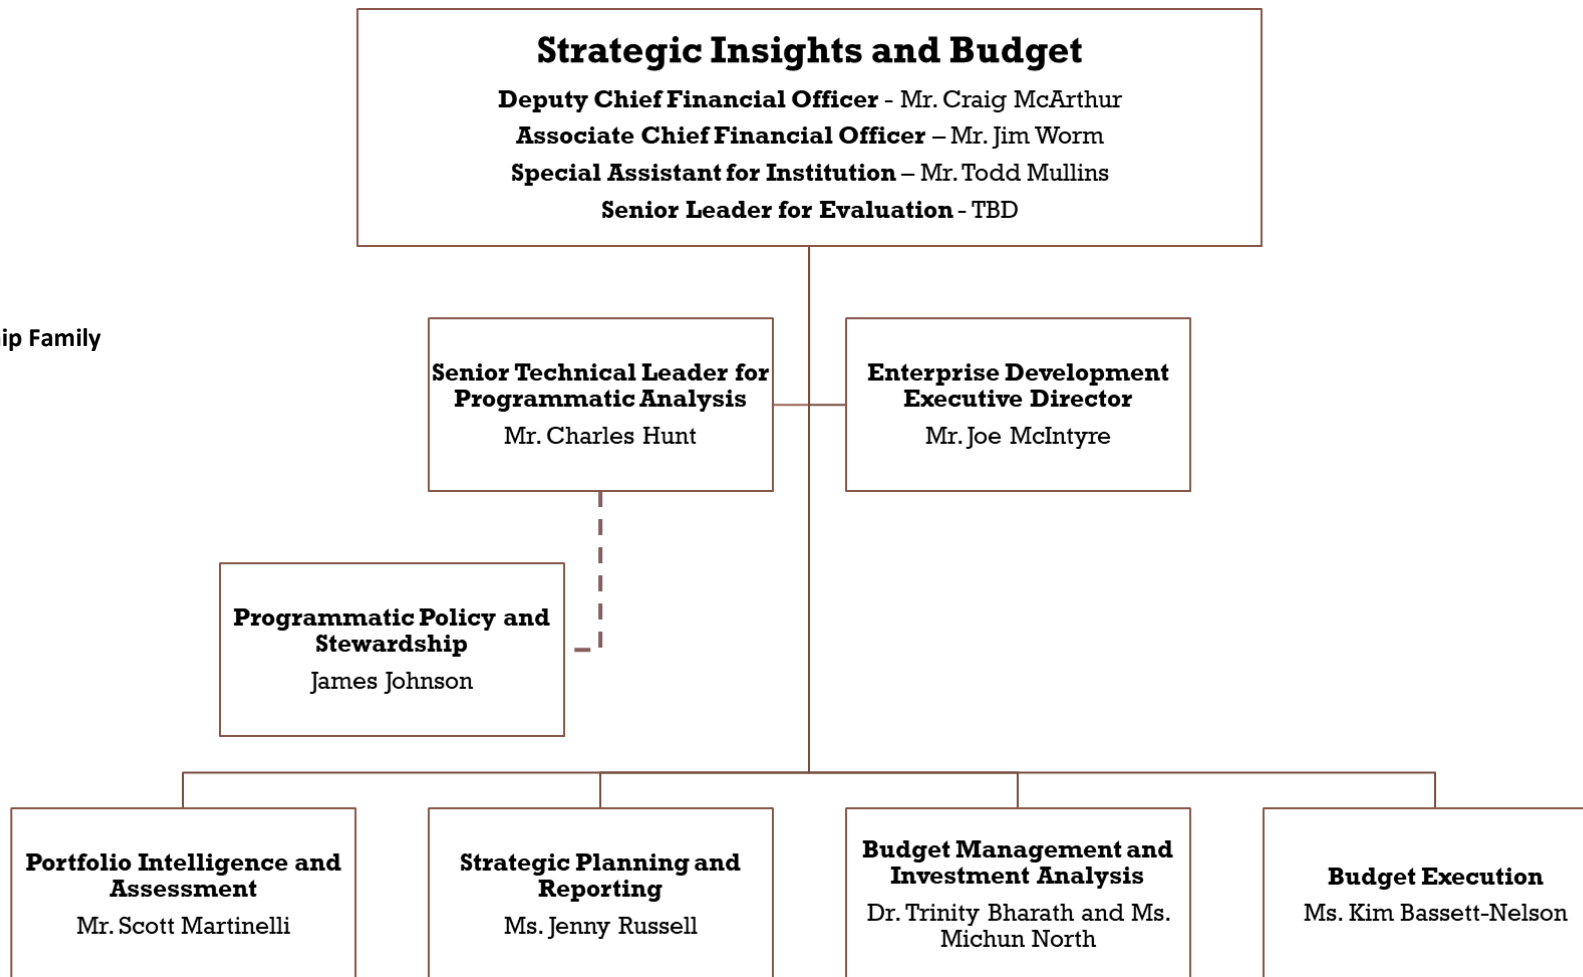 Strategic Insights and Budget
Deputy Chief Financial Officer - Mr. Craig McArthur
Associate Chief Financial Officer – Mr. Jim Worm
Special Assistant for Institution – Mr. Todd Mullins
Senior Leader for Evaluation - TBD
ip Family
Senior Technical Leader for
Programmatic Analysis
Mr. Charles Hunt
Enterprise Development
Executive Director
Mr. Joe McIntyre
Programmatic Policy and
Stewardship
James Johnson
Portfolio Intelligence and
Assessment
Mr. Scott Martinelli
Strategic Planning and
Reporting
Ms. Jenny Russell
Budget Management and
Investment Analysis
Dr. Trinity Bharath and Ms.
Michun North
Budget Execution
Ms. Kim Bassett-Nelson